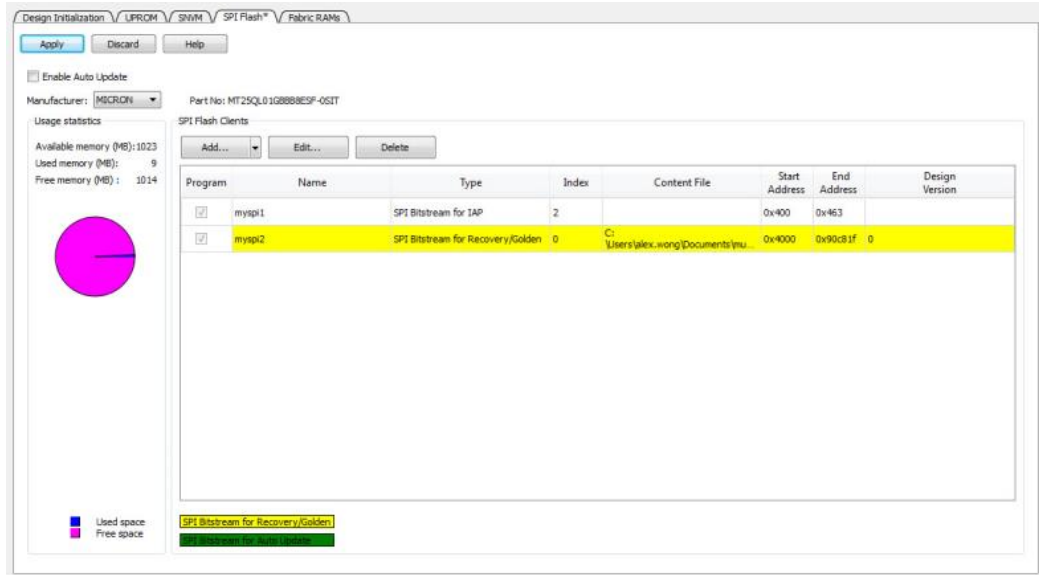 Design Initialization UPROM SNVM SPI Flash* Fabric RAMs
Apply Discard Help
Enable Auto Update
Manufacturer: MICRON Part No: MT25QL01GBBB8ESF-0SIT
Usage statistics
Available memory (MB): 1023
Used memory (MB): 9
Free memory (MB) : 1014
SPI Flash Clients
Add... Edit... Delete
Program Name Type Index Content File Start Address End Address Design Version
myspi1 SPI Bitstream for IAP 2 0x400 0x463
myspi2 SPI Bitstream for Recovery/Golden 0 C:
\Users\alex.wong\Documents\mu... 0x4000 0x90c81f 0
Used space
Free space
SPI Bitstream for Recovery/Golden
SPI Bitstream for Auto Update